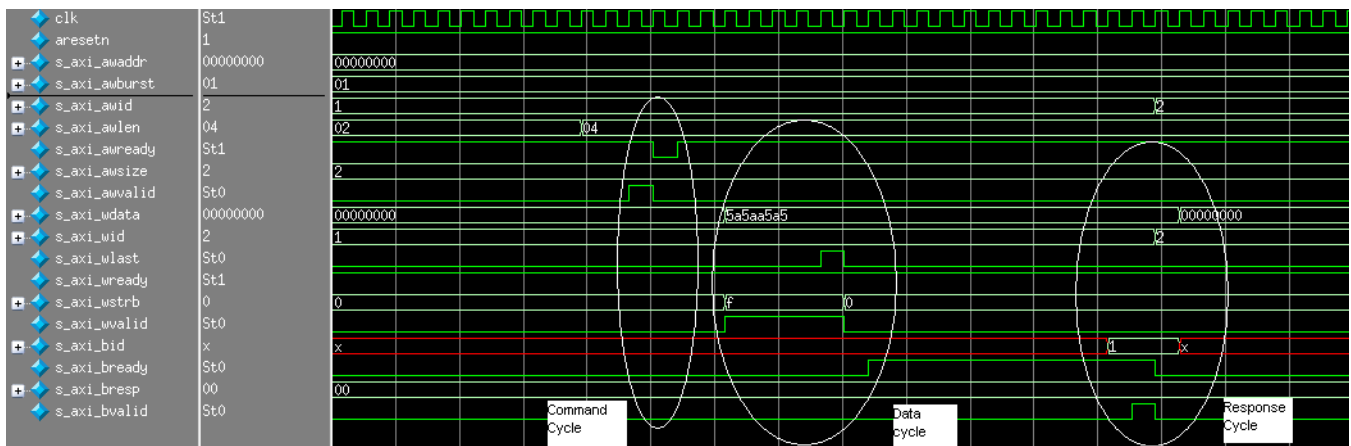 clk St1
aresetn 1
s_axi_awaddr 00000000 00000000
s_axi_awburst 01 01
s_axi_awid 2 1 2
s_axi_awlen 04 02 04
s_axi_awready St1
s_axi_awsize 2 2
s_axi_awvalid St0
s_axi_wdata 00000000 00000000 5a5aa5a5 00000000
s_axi_wid 2 1 2
s_axi_wlast St0
s_axi_wready St1
s_axi_wstrb 0 0 f 0
s_axi_wvalid St0
s_axi_bid x x 1 x
s_axi_bready St0
s_axi_bresp 00 00
s_axi_bvalid St0
Command
Cycle
Data
cycle
Response
Cycle